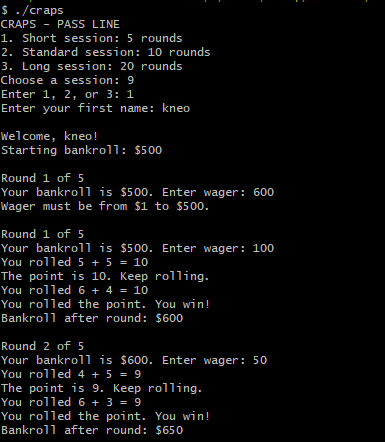 $ ./craps
CRAPS - PASS LINE
1. Short session: 5 rounds
2. Standard session: 10 rounds
3. Long session: 20 rounds
Choose a session: 9
Enter 1, 2, or 3: 1
Enter your first name: kneo

Welcome, kneo!
Starting bankroll: $500

Round 1 of 5
Your bankroll is $500. Enter wager: 600
Wager must be from $1 to $500.

Round 1 of 5
Your bankroll is $500. Enter wager: 100
You rolled 5 + 5 = 10
The point is 10. Keep rolling.
You rolled 6 + 4 = 10
You rolled the point. You win!
Bankroll after round: $600

Round 2 of 5
Your bankroll is $600. Enter wager: 50
You rolled 4 + 5 = 9
The point is 9. Keep rolling.
You rolled 6 + 3 = 9
You rolled the point. You win!
Bankroll after round: $650